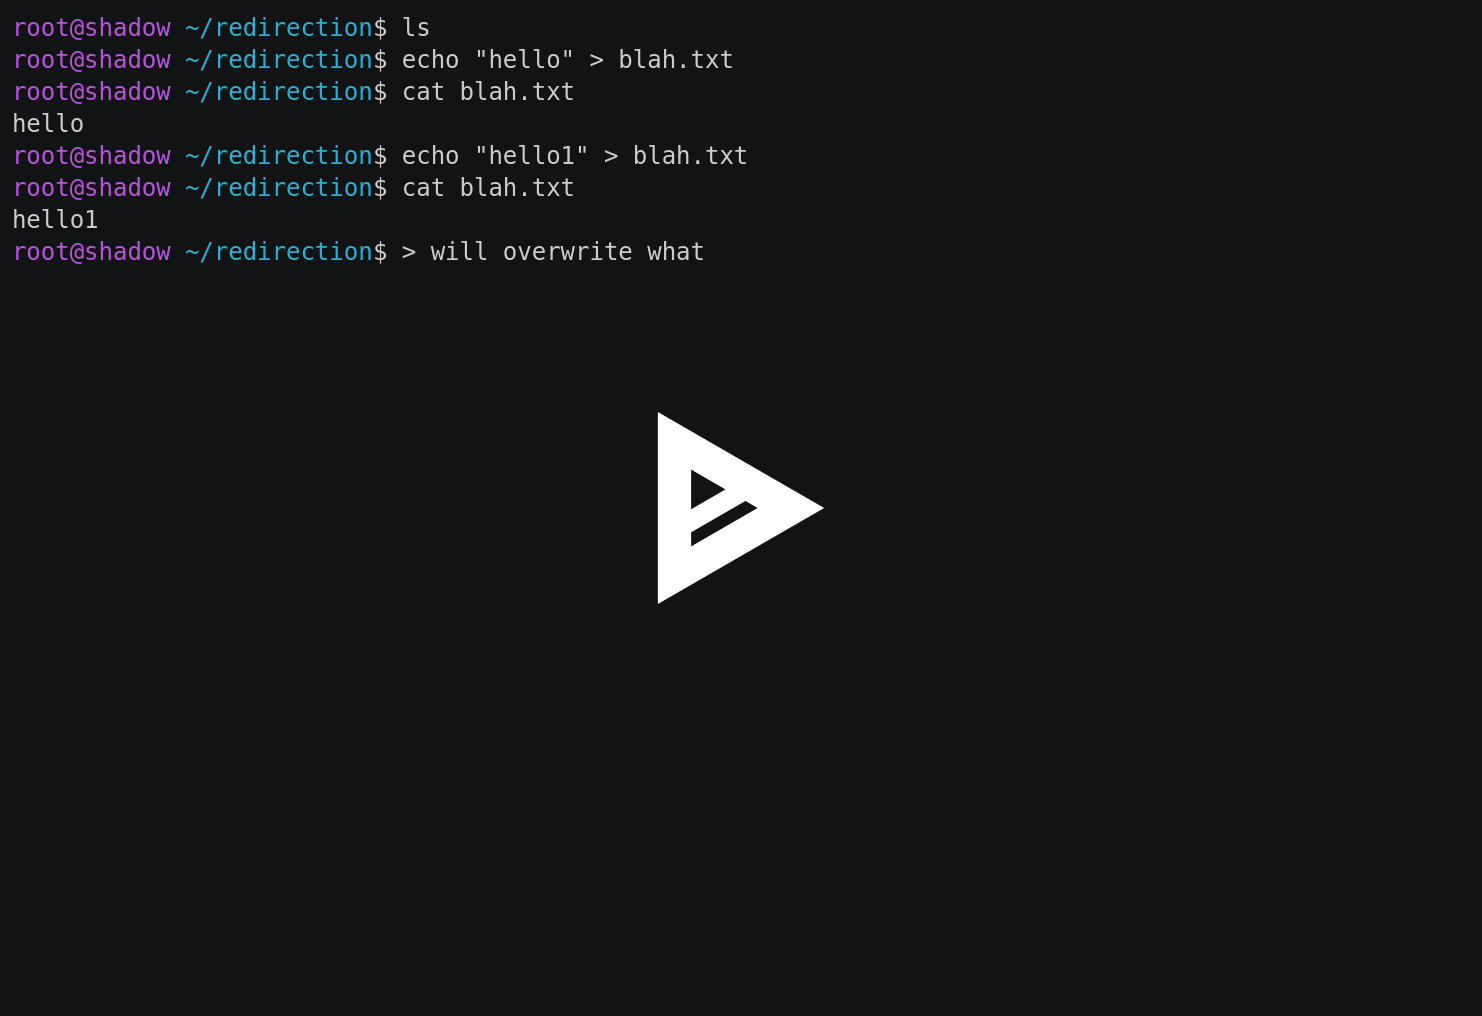 root@shadow ~/redirection$ ls
root@shadow ~/redirection$ echo "hello" > blah.txt
root@shadow ~/redirection$ cat blah.txt
hello
root@shadow ~/redirection$ echo "hello1" > blah.txt
root@shadow ~/redirection$ cat blah.txt
hello1
root@shadow ~/redirection$ > will overwrite what